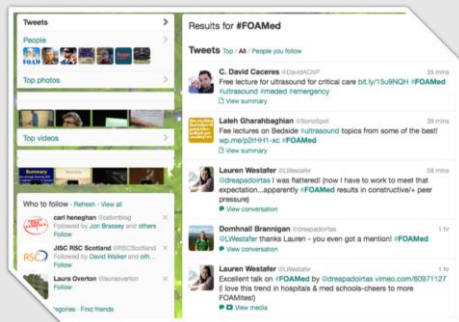 Tweets
People
Top photos
Top videos
Who to follow · Refresh · View all
carl heneghan @cebmblog
Followed by Jon Brassey and others
Follow
JISC RSC Scotland @RSCScotland
Followed by David Walker and oth...
Follow
Laura Overton @lauraoverton
Follow
Find friends
Results for #FOAMed
Tweets Top / All / People you follow
C. David Caceres @DavidACNP
Free lecture for ultrasound for critical care bit.ly/15u9NQH #FOAMed
#ultrasound #meded #emergency
View summary
Laleh Gharahbaghian @SonoSpot 39 mins
Fee lectures on Bedside #ultrasound topics from some of the best!
wp.me/p2rHH1-xc #FOAMed
View summary
Lauren Westafer @LWestafer
@dreapadoirtas I was flattered! (now I have to work to meet that
expectation...apparently #FOAMed results in constructive/+ peer
pressure)
View conversation
Domhnall Brannigan @dreapadoirtas 1 hr
@LWestafer thanks Lauren - you even got a mention! #FOAMed
View conversation
Lauren Westafer @LWestafer 1 hr
Excellent talk on #FOAMed by @dreapadoirtas vimeo.com/60971127
(I love this trend in hospitals & med schools-cheers to more
FOAMites!)
View media